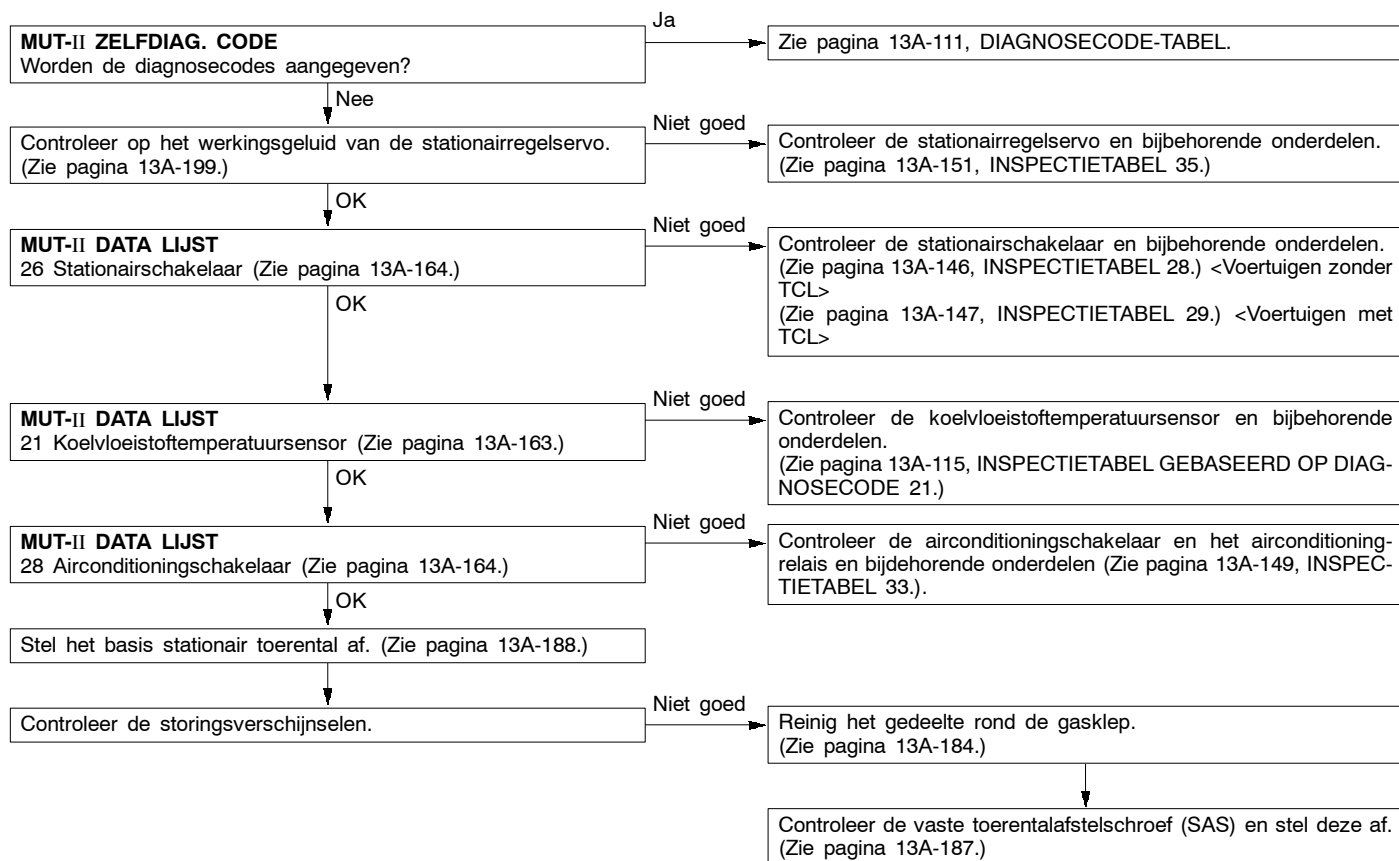 Ja
MUT-II ZELFDIAG. CODE
Worden de diagnosecodes aangegeven?
Zie pagina 13A-111, DIAGNOSECODE-TABEL.
Nee
Niet goed
Controleer op het werkingsgeluid van de stationairregelservo.
(Zie pagina 13A-199.)
Controleer de stationairregelservo en bijbehorende onderdelen.
(Zie pagina 13A-151, INSPECTIETABEL 35.)
OK
Niet goed
MUT-II DATA LIJST
26 Stationairschakelaar (Zie pagina 13A-164.)
Controleer de stationairschakelaar en bijbehorende onderdelen.
(Zie pagina 13A-146, INSPECTIETABEL 28.) <Voertuigen zonder
TCL>
(Zie pagina 13A-147, INSPECTIETABEL 29.) <Voertuigen met
TCL>
OK
Niet goed
MUT-II DATA LIJST
21 Koelvloeistoftemperatuursensor (Zie pagina 13A-163.)
Controleer de koelvloeistoftemperatuursensor en bijbehorende
onderdelen.
(Zie pagina 13A-115, INSPECTIETABEL GEBASEERD OP DIAG-
NOSECODE 21.)
OK
Niet goed
MUT-II DATA LIJST
28 Airconditioningschakelaar (Zie pagina 13A-164.)
Controleer de airconditioningschakelaar en het airconditioning-
relais en bijdehorende onderdelen (Zie pagina 13A-149, INSPEC-
TIETABEL 33.).
OK
Stel het basis stationair toerental af. (Zie pagina 13A-188.)
Niet goed
Controleer de storingsverschijnselen.
Reinig het gedeelte rond de gasklep.
(Zie pagina 13A-184.)
Controleer de vaste toerentalafstelschroef (SAS) en stel deze af.
(Zie pagina 13A-187.)